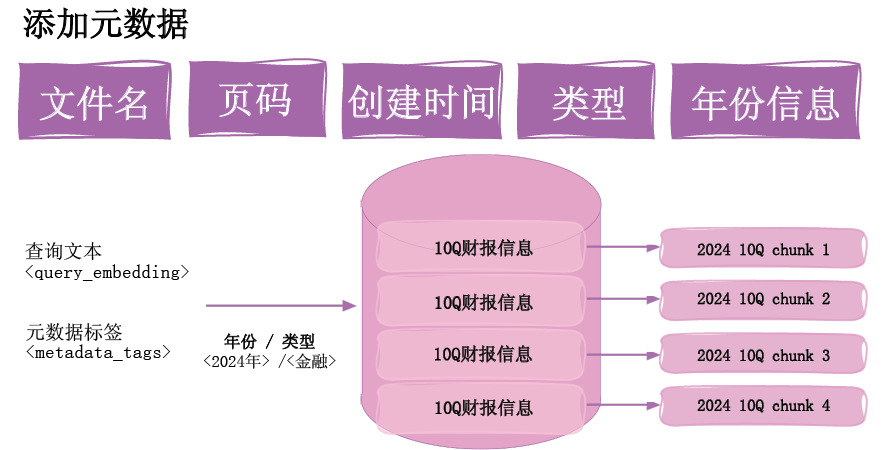 添加元数据
文件名
页码
创建时间
类型
年份信息
查询文本
<query_embedding>
元数据标签
<metadata_tags>
年份 / 类型
<2024年> /<金融>
10Q财报信息
10Q财报信息
10Q财报信息
10Q财报信息
2024 10Q chunk 1
2024 10Q chunk 2
2024 10Q chunk 3
2024 10Q chunk 4